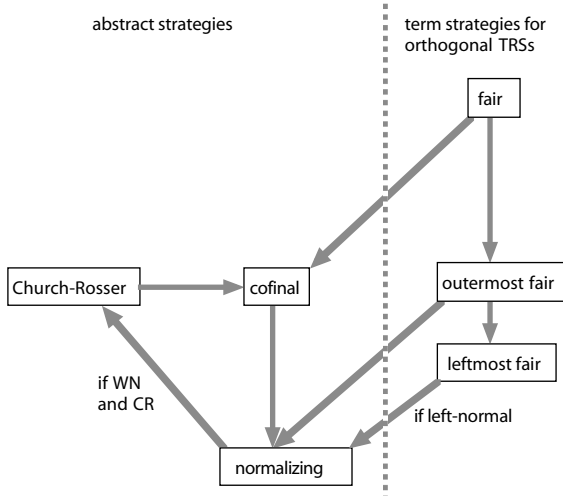 abstract strategies
term strategies for
orthogonal TRSs
fair
Church-Rosser
cofinal
outermost fair
leftmost fair
if WN
and CR
if left-normal
normalizing